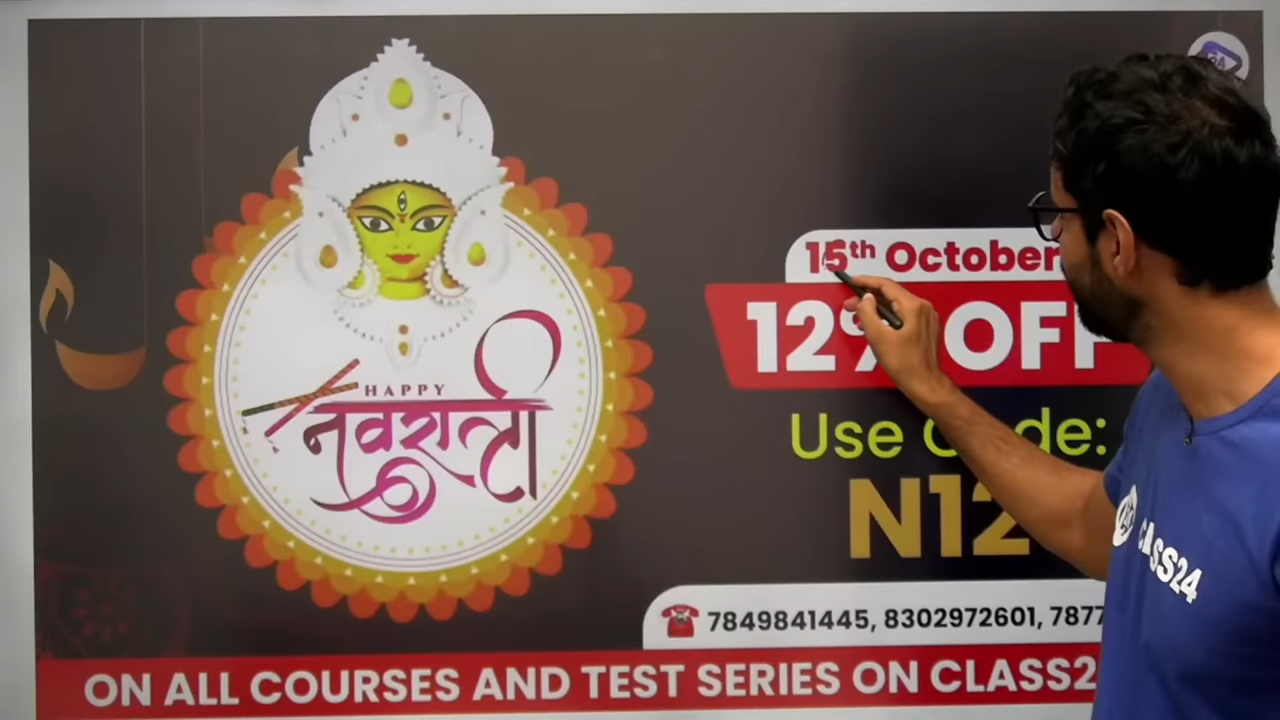 HAPPY
नवरात्री
15th October
12% OFF
Use Code:
N12
7849841445, 8302972601, 7877
ON ALL COURSES AND TEST SERIES ON CLASS2
CLASS24